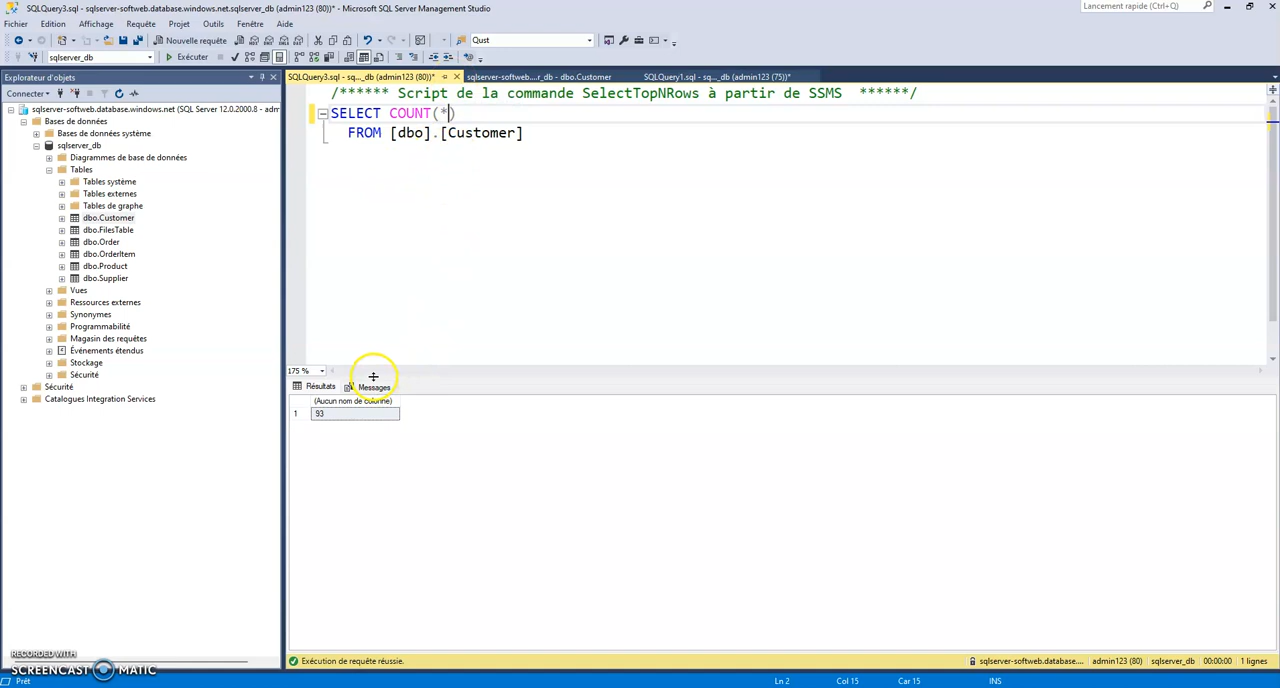 SQLQuery3.sql - sqlserver-softweb.database.windows.net.sqlserver_db (admin123 (80))* - Microsoft SQL Server Management Studio
Lancement rapide (Ctrl+Q)
Fichier Edition Affichage Requête Projet Outils Fenêtre Aide
Nouvelle requête Qust
sqlserver_db Exécuter
Explorateur d'objets
SQLQuery3.sql - sq..._db (admin123 (80))* sqlserver-softweb....r_db - dbo.Customer SQLQuery1.sql - sq..._db (admin123 (75))*
Connecter
/****** Script de la commande SelectTopNRows à partir de SSMS ******/
SELECT COUNT(*)
FROM [dbo].[Customer]
sqlserver-softweb.database.windows.net (SQL Server 12.0.2000.8 - adm
Bases de données
Bases de données système
sqlserver_db
Diagrammes de base de données
Tables
Tables système
Tables externes
Tables de graphe
dbo.Customer
dbo.FilesTable
dbo.Order
dbo.OrderItem
dbo.Product
dbo.Supplier
Vues
Ressources externes
Synonymes
Programmabilité
Magasin des requêtes
Événements étendus
Stockage
Sécurité
Sécurité
Catalogues Integration Services
175 %
Résultats Messages
(Aucun nom de colonne)
1 93
RECORDED WITH
SCREENCAST MATIC
Exécution de requête réussie. sqlserver-softweb.database.... admin123 (80) sqlserver_db 00:00:00 1 lignes
Prêt Ln 2 Col 15 Car 15 INS